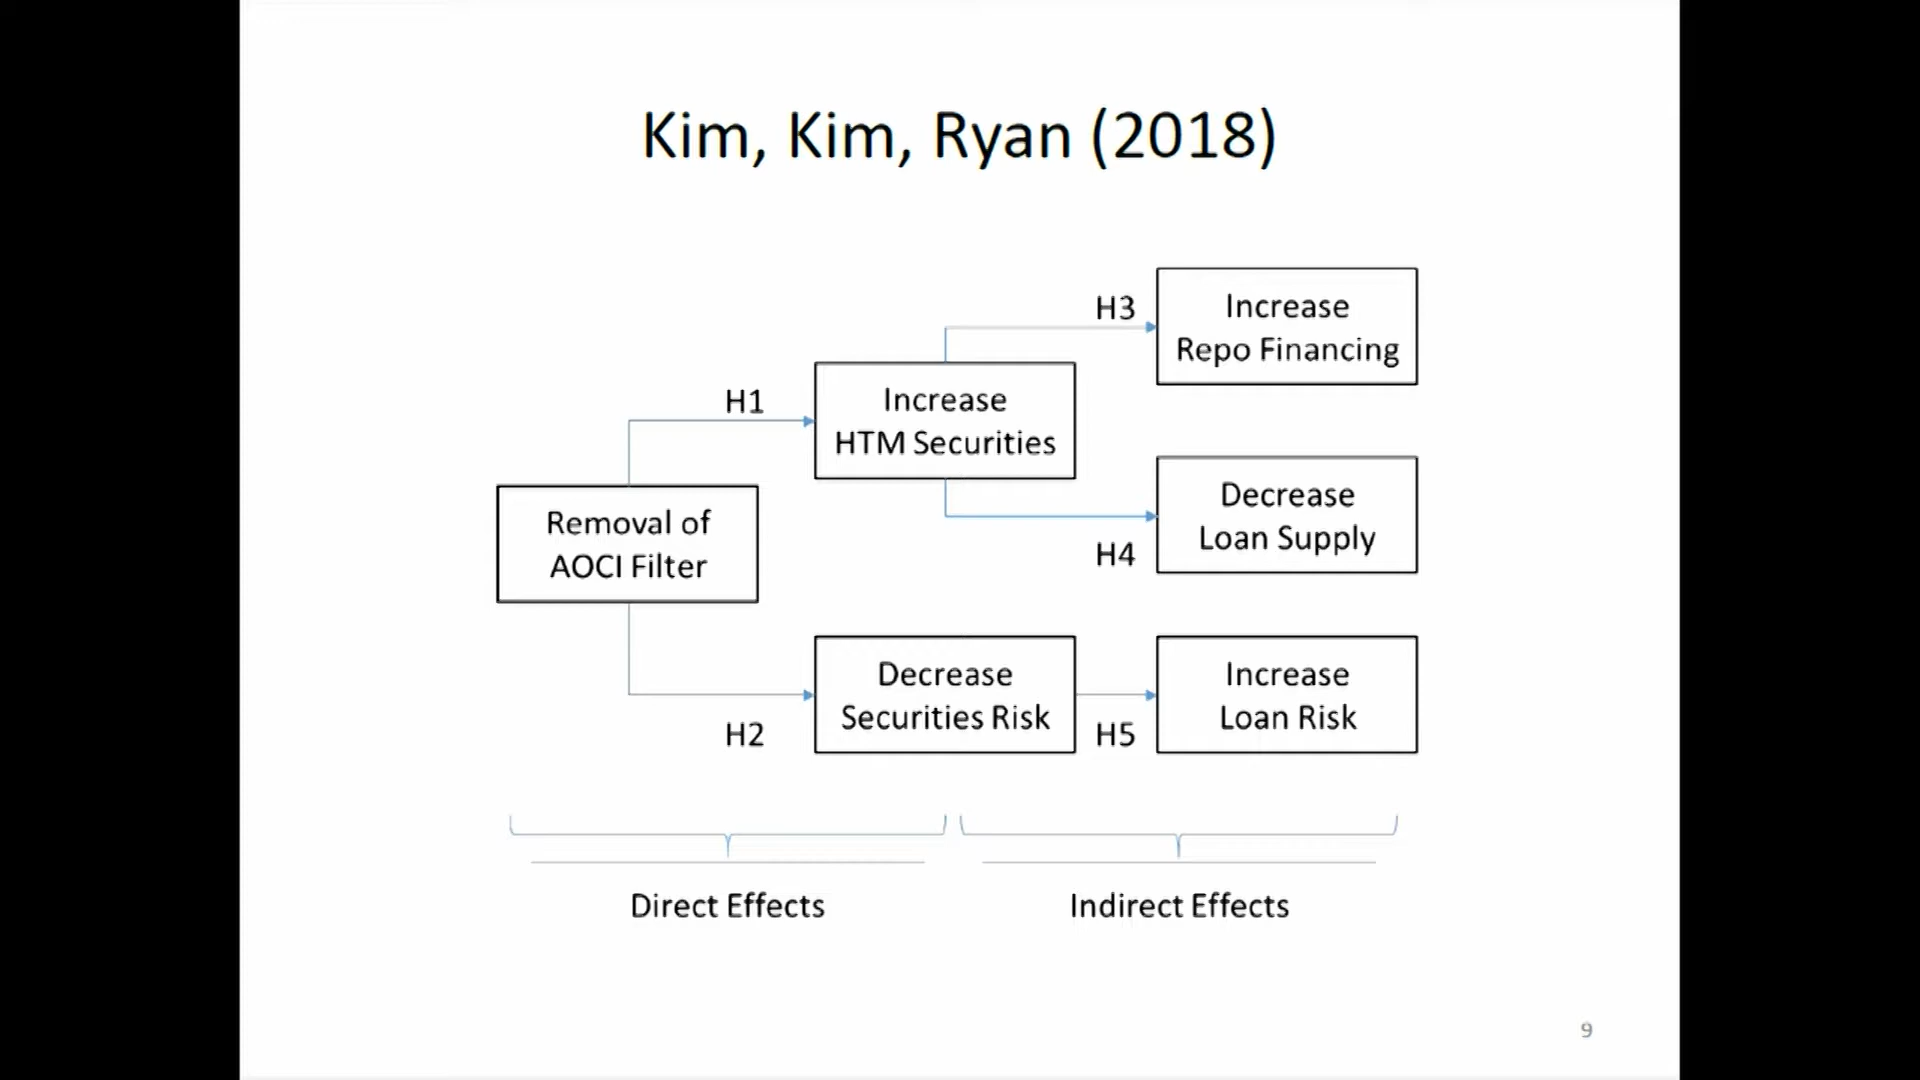 Kim, Kim, Ryan (2018)
H3
Increase
Repo Financing
H1
Increase
HTM Securities
H4
Decrease
Loan Supply
Removal of
AOCI Filter
H2
Decrease
Securities Risk
H5
Increase
Loan Risk
Direct Effects
Indirect Effects
9